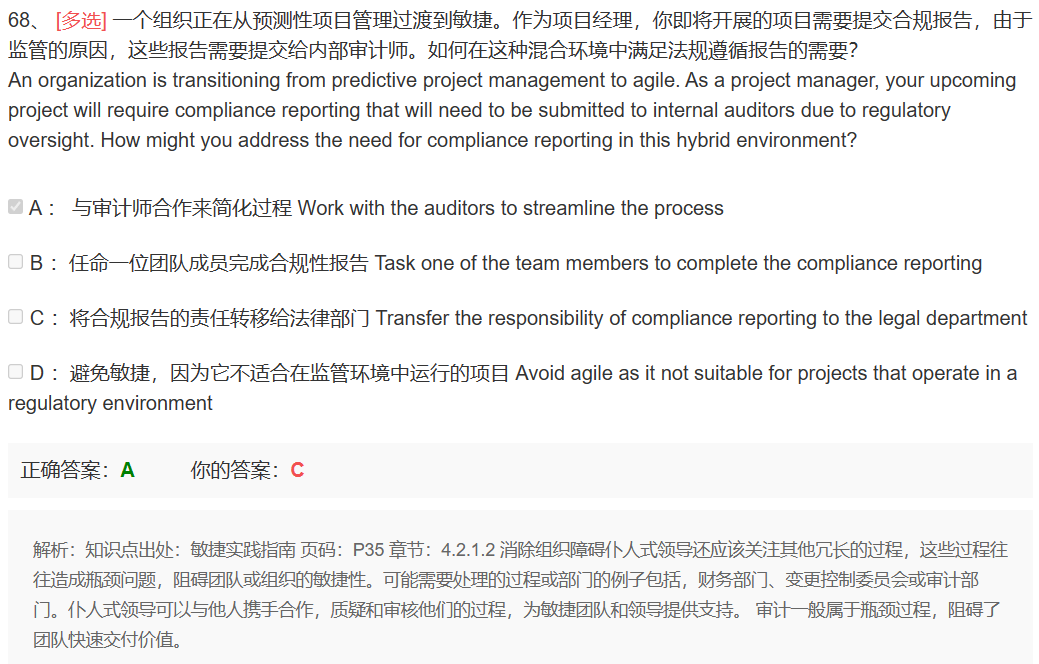 68、 [多选] 一个组织正在从预测性项目管理过渡到敏捷。作为项目经理，你即将开展的项目需要提交合规报告，由于
监管的原因，这些报告需要提交给内部审计师。如何在这种混合环境中满足法规遵循报告的需要?
An organization is transitioning from predictive project management to agile. As a project manager, your upcoming
project will require compliance reporting that will need to be submitted to internal auditors due to regulatory
oversight. How might you address the need for compliance reporting in this hybrid environment?
A： 与审计师合作来简化过程 Work with the auditors to streamline the process
B： 任命一位团队成员完成合规性报告 Task one of the team members to complete the compliance reporting
C： 将合规报告的责任转移给法律部门 Transfer the responsibility of compliance reporting to the legal department
D： 避免敏捷，因为它不适合在监管环境中运行的项目 Avoid agile as it not suitable for projects that operate in a
regulatory environment
正确答案：A 你的答案：C
解析：知识点出处：敏捷实践指南 页码：P35 章节：4.2.1.2 消除组织障碍仆人式领导还应该关注其他冗长的过程，这些过程往
往造成瓶颈问题，阻碍团队或组织的敏捷性。可能需要处理的过程或部门的例子包括，财务部门、变更控制委员会或审计部
门。仆人式领导可以与他人携手合作，质疑和审核他们的过程，为敏捷团队和领导提供支持。 审计一般属于瓶颈过程，阻碍了
团队快速交付价值。